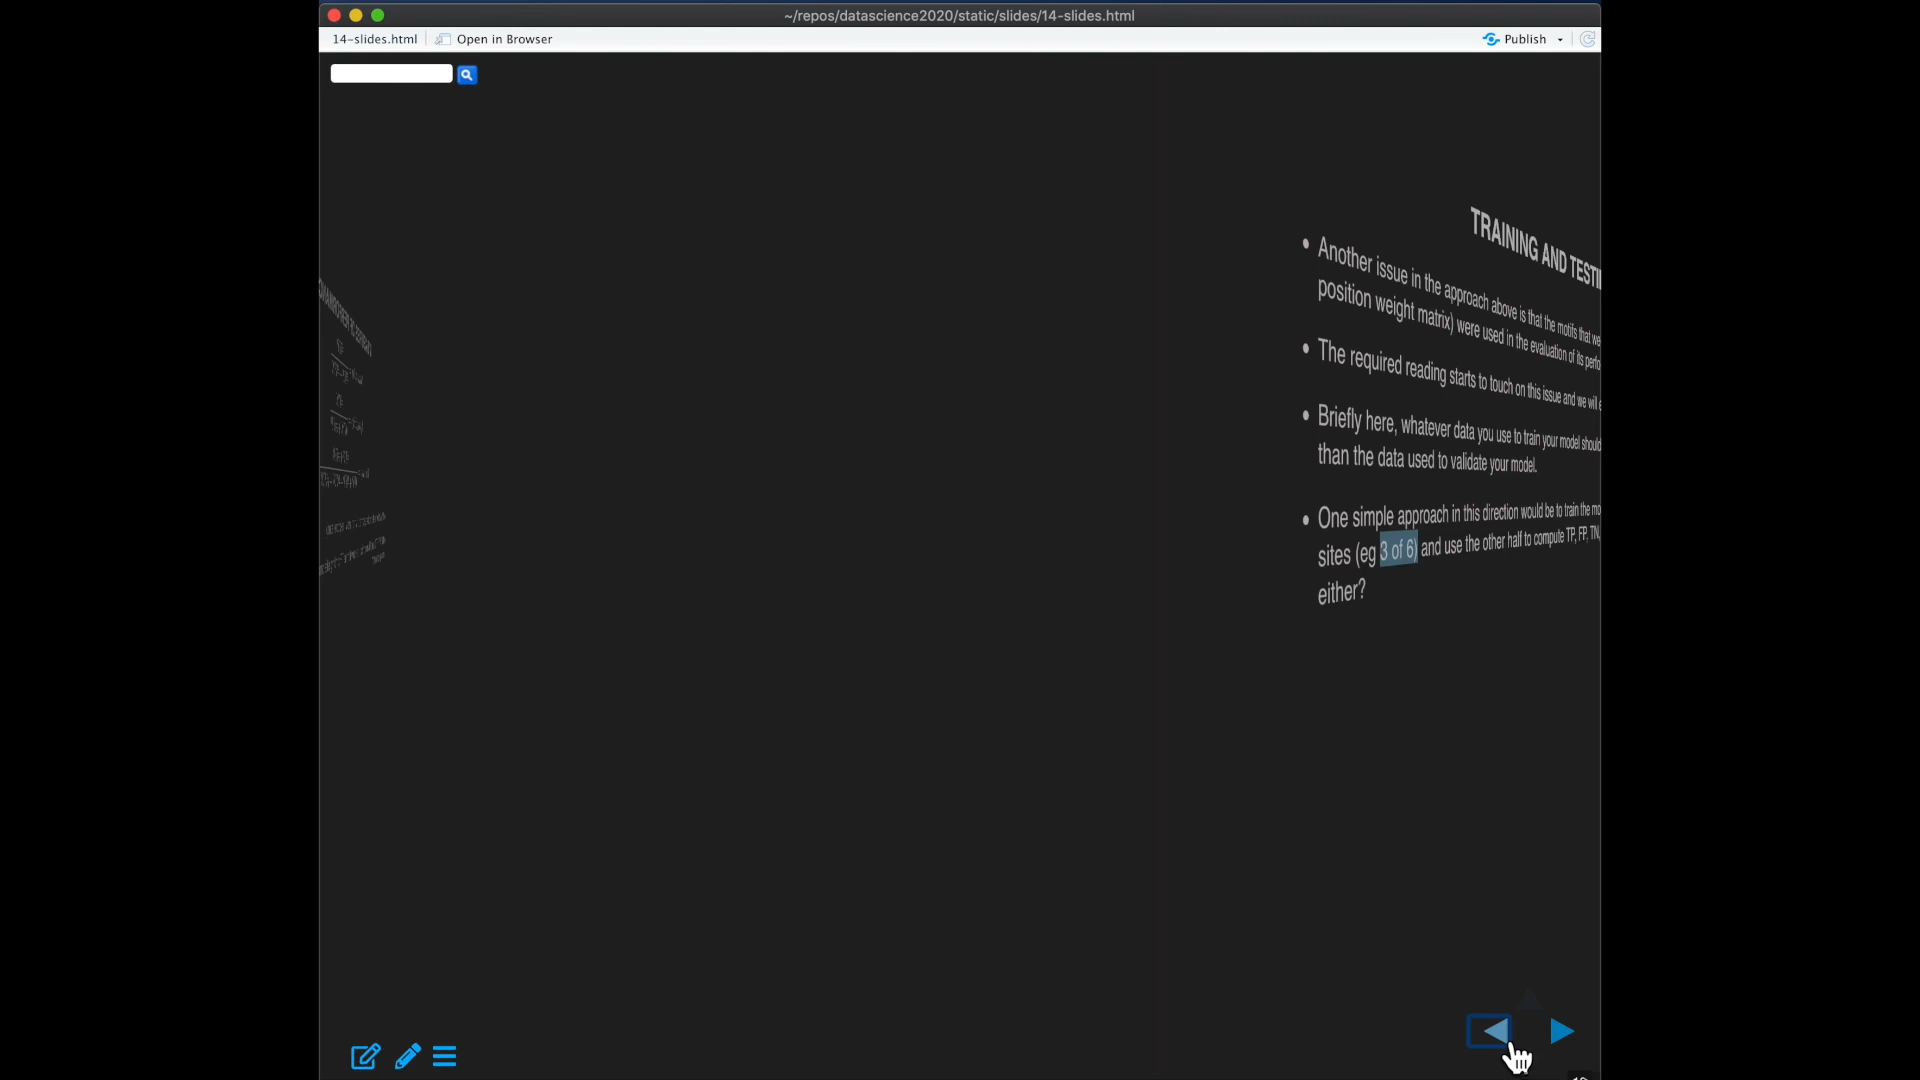 ~/repos/datascience2020/static/slides/14-slides.html
14-slides.html Open in Browser Publish
TRAINING AND TESTI
Another issue in the approach above is that the motifs that we
position weight matrix) were used in the evaluation of its perfo
The required reading starts to touch on this issue and we will e
Briefly here, whatever data you use to train your model should
than the data used to validate your model.
One simple approach in this direction would be to train the mo
sites (eg 3 of 6) and use the other half to compute TP, FP, TN,
either?